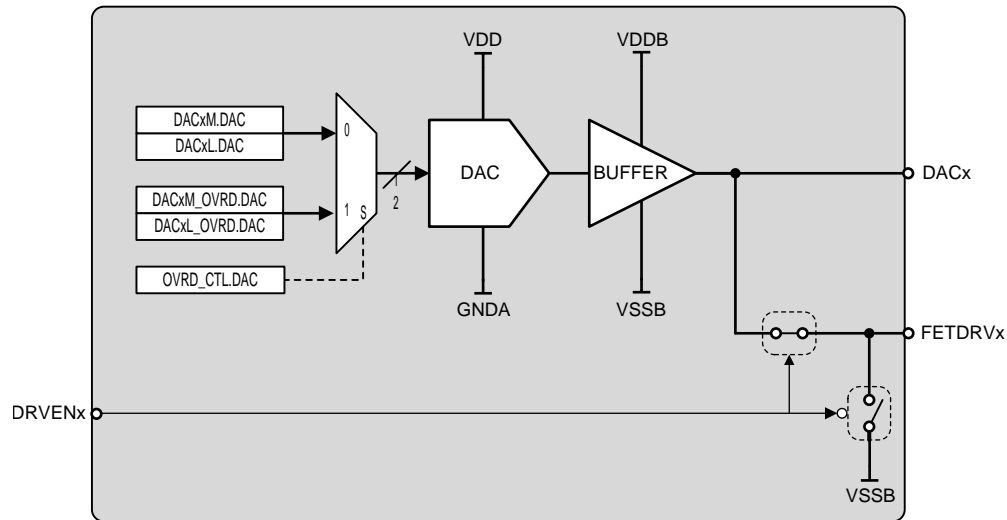 VDD
VDDB
DACxM.DAC
DACxL.DAC
0
DAC
BUFFER
DACx
DACxM_OVRD.DAC
DACxL_OVRD.DAC
1
S
2
OVRD_CTL.DAC
GNDA
VSSB
FETDRVx
DRVENx
VSSB